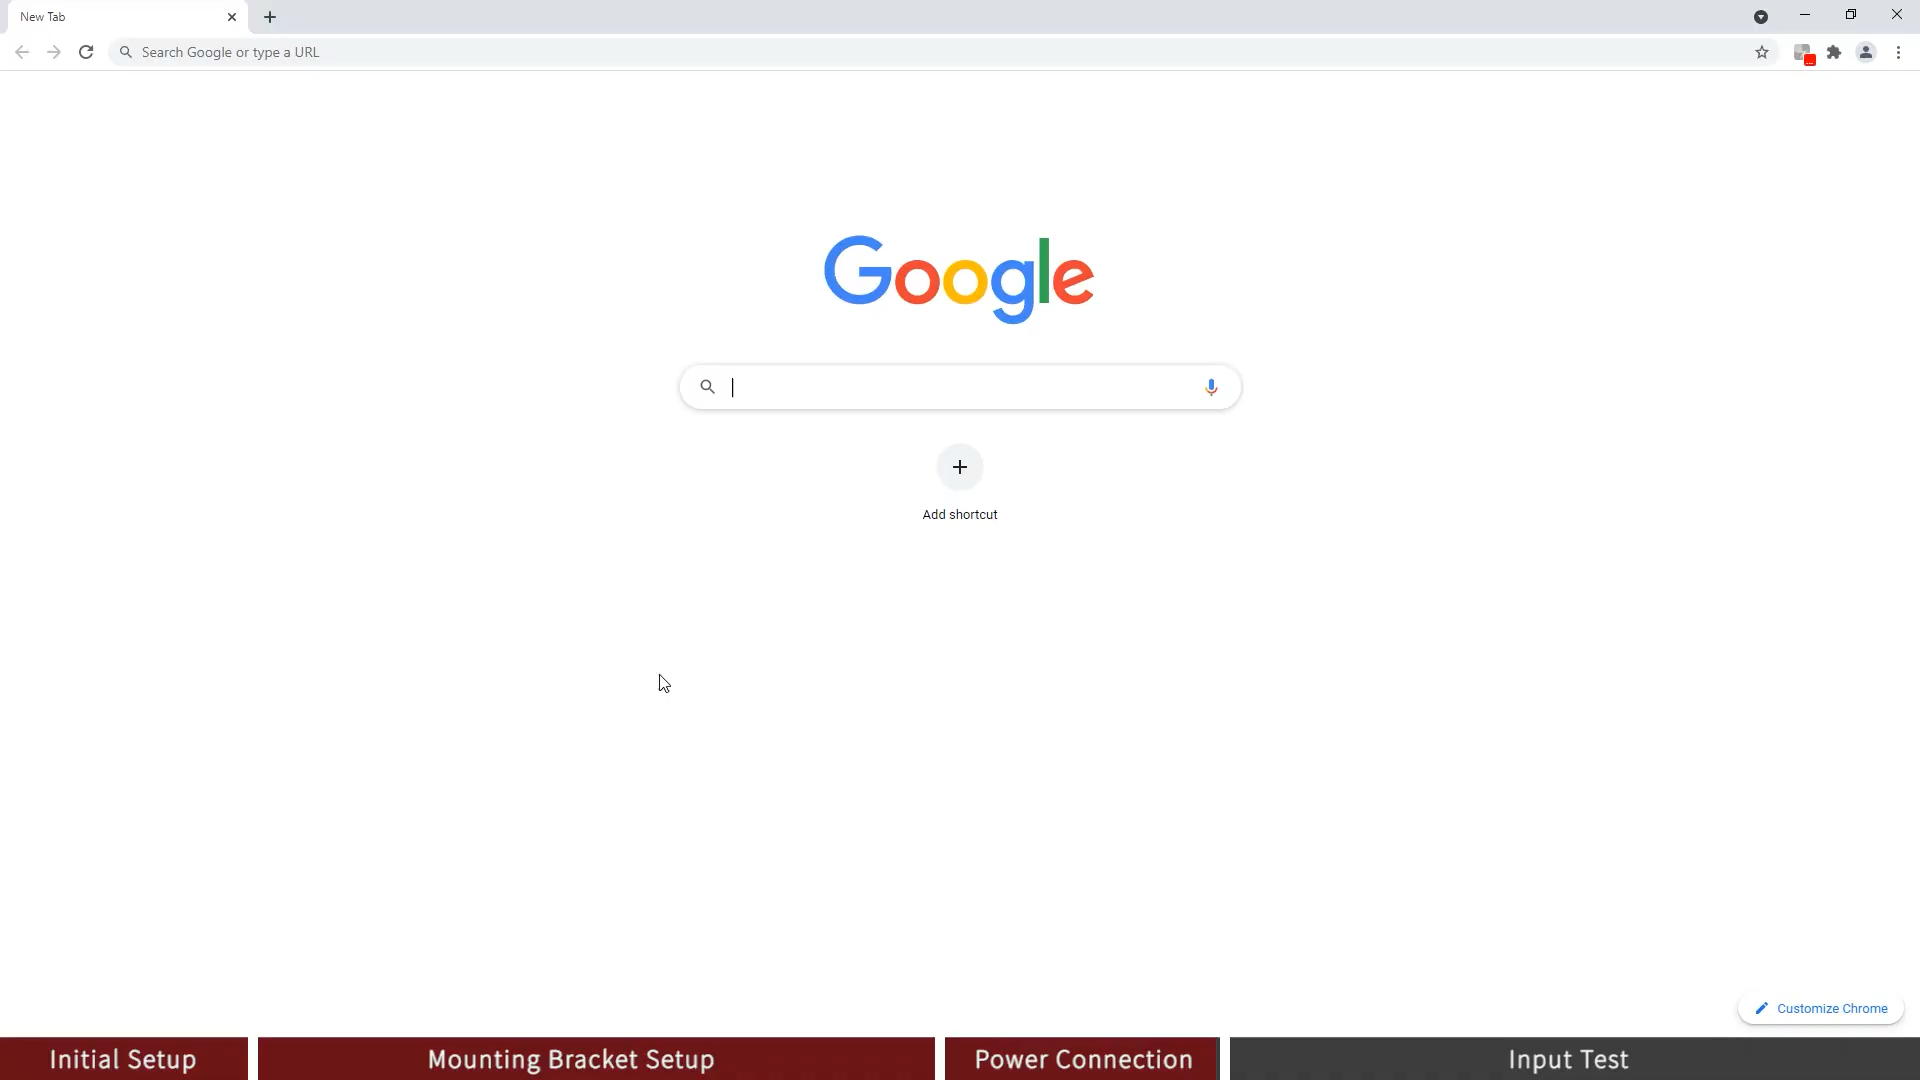 New Tab
Search Google or type a URL
Google
Add shortcut
Customize Chrome
Initial Setup
Mounting Bracket Setup
Power Connection
Input Test